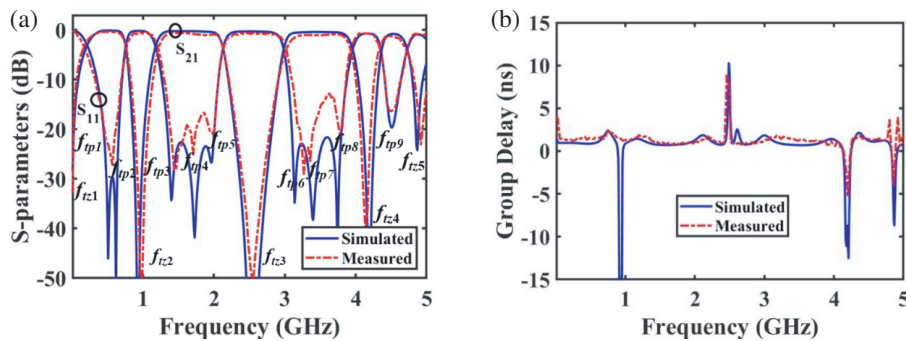 (a)
S-parameters (dB)
0
-10
-20
-30
-40
-50
S21
S11
ftp1
ftz1
ftp2
ftp3
ftp4
ftp5
ftp6
ftp7
ftp8
ftp9
ftz5
ftz4
ftz2
ftz3
Simulated
Measured
1 2 3 4 5
Frequency (GHz)
(b)
Group Delay (ns)
15
10
5
0
-5
-10
-15
Simulated
Measured
1 2 3 4 5
Frequency (GHz)